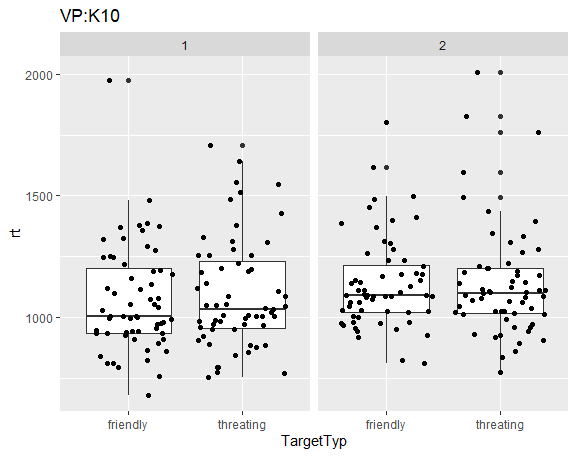 VP:K10
1
2
2000
1500
1000
rt
friendly
threating
friendly
threating
TargetTyp